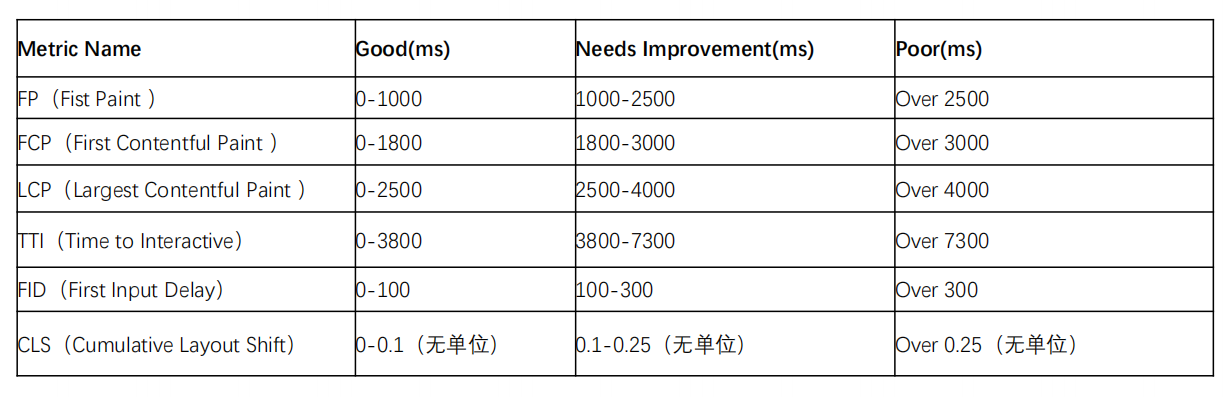 Metric Name Good(ms) Needs Improvement(ms) Poor(ms)
FP（Fist Paint ） 0-1000 1000-2500 Over 2500
FCP（First Contentful Paint ） 0-1800 1800-3000 Over 3000
LCP（Largest Contentful Paint ） 0-2500 2500-4000 Over 4000
TTI（Time to Interactive） 0-3800 3800-7300 Over 7300
FID（First Input Delay） 0-100 100-300 Over 300
CLS（Cumulative Layout Shift） 0-0.1（无单位） 0.1-0.25（无单位） Over 0.25（无单位）